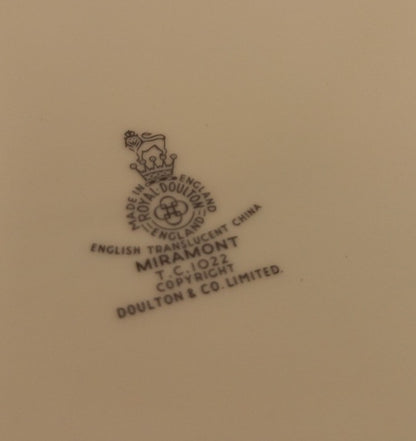 MADE IN ENGLAND
ROYAL·DOULTON
ENGLAND
ENGLISH TRANSLUCENT CHINA
MIRAMONT
T.C.1022
COPYRIGHT
DOULTON & CO. LIMITED.